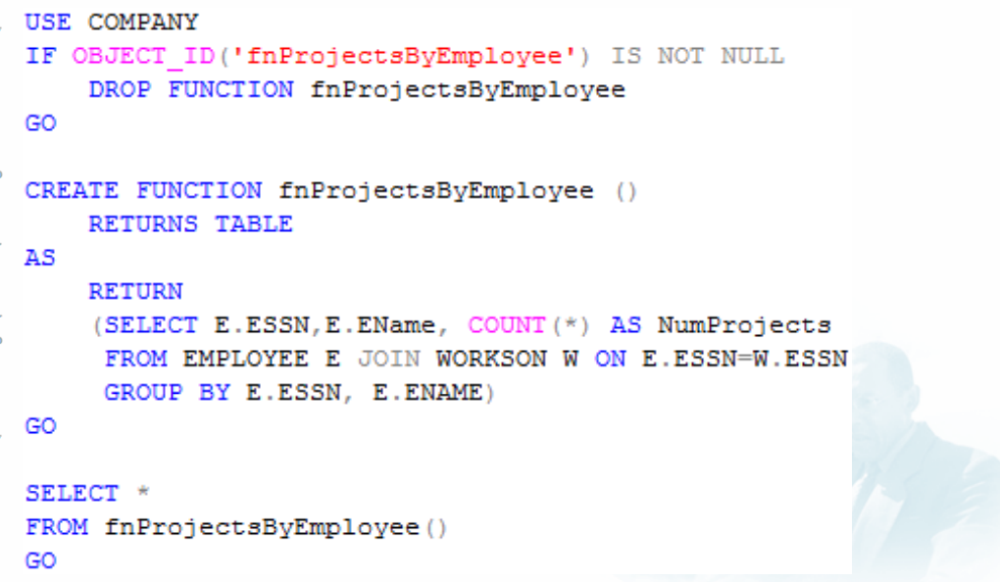 USE COMPANY
IF OBJECT_ID('fnProjectsByEmployee') IS NOT NULL
    DROP FUNCTION fnProjectsByEmployee
GO

CREATE FUNCTION fnProjectsByEmployee ()
    RETURNS TABLE
AS
    RETURN
    (SELECT E.ESSN,E.EName, COUNT(*) AS NumProjects
     FROM EMPLOYEE E JOIN WORKSON W ON E.ESSN=W.ESSN
     GROUP BY E.ESSN, E.ENAME)
GO

SELECT *
FROM fnProjectsByEmployee()
GO